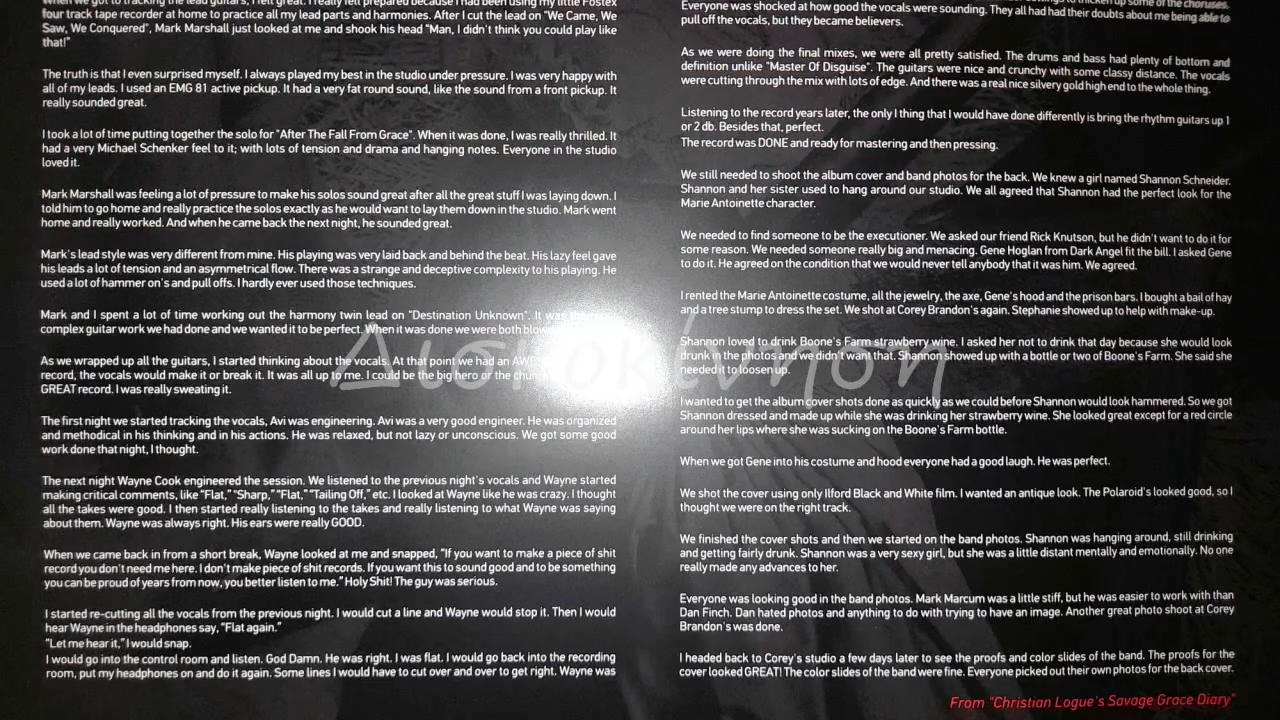 When we got to tracking the lead guitars, I felt great. I really felt prepared because I had been using my little Fostex
four track tape recorder at home to practice all my lead parts and harmonies. After I cut the lead on "We Came, We
Saw, We Conquered", Mark Marshall just looked at me and shook his head "Man, I didn't think you could play like
that!"
The truth is that I even surprised myself. I always played my best in the studio under pressure. I was very happy with
all of my leads. I used an EMG 81 active pickup. It had a very fat round sound, like the sound from a front pickup. It
really sounded great.
I took a lot of time putting together the solo for "After The Fall From Grace". When it was done, I was really thrilled. It
had a very Michael Schenker feel to it; with lots of tension and drama and hanging notes. Everyone in the studio
loved it.
Mark Marshall was feeling a lot of pressure to make his solos sound great after all the great stuff I was laying down. I
told him to go home and really practice the solos exactly as he would want to lay them down in the studio. Mark went
home and really worked. And when he came back the next night, he sounded great.
Mark's lead style was very different from mine. His playing was very laid back and behind the beat. His lazy feel gave
his leads a lot of tension and an asymmetrical flow. There was a strange and deceptive complexity to his playing. He
used a lot of hammer on's and pull offs. I hardly ever used those techniques.
Mark and I spent a lot of time working out the harmony twin lead on "Destination Unknown". It was
complex guitar work we had done and we wanted it to be perfect. When it was done we were both
As we wrapped up all the guitars, I started thinking about the vocals. At that point we had an
record, the vocals would make it or break it. It was all up to me. I could be the big hero or the
GREAT record. I was really sweating it.
The first night we started tracking the vocals, Avi was engineering. Avi was a very good engineer. He was organized
and methodical in his thinking and in his actions. He was relaxed, but not lazy or unconscious. We got some good
work done that night, I thought.
The next night Wayne Cook engineered the session. We listened to the previous night's vocals and Wayne started
making critical comments, like "Flat," "Sharp," "Flat," "Tailing Off," etc. I looked at Wayne like he was crazy. I thought
all the takes were good. I then started really listening to the takes and really listening to what Wayne was saying
about them. Wayne was always right. His ears were really GOOD.
When we came back in from a short break, Wayne looked at me and snapped, "If you want to make a piece of shit
record you don't need me here. I don't make piece of shit records. If you want this to sound good and to be something
you can be proud of years from now, you better listen to me." Holy Shit! The guy was serious.
I started re-cutting all the vocals from the previous night. I would cut a line and Wayne would stop it. Then I would
hear Wayne in the headphones say, "Flat again."
"Let me hear it," I would snap.
I would go into the control room and listen. God Damn. He was right. I was flat. I would go back into the recording
room, put my headphones on and do it again. Some lines I would have to cut over and over to get right. Wayne was
to thicken up some of the choruses.
Everyone was shocked at how good the vocals were sounding. They all had had their doubts about me being able to
pull off the vocals, but they became believers.
As we were doing the final mixes, we were all pretty satisfied. The drums and bass had plenty of bottom and
definition unlike "Master Of Disguise". The guitars were nice and crunchy with some classy distance. The vocals
were cutting through the mix with lots of edge. And there was a real nice silvery gold high end to the whole thing.
Listening to the record years later, the only I thing that I would have done differently is bring the rhythm guitars up 1
or 2 db. Besides that, perfect.
The record was DONE and ready for mastering and then pressing.
We still needed to shoot the album cover and band photos for the back. We knew a girl named Shannon Schneider.
Shannon and her sister used to hang around our studio. We all agreed that Shannon had the perfect look for the
Marie Antoinette character.
We needed to find someone to be the executioner. We asked our friend Rick Knutson, but he didn't want to do it for
some reason. We needed someone really big and menacing. Gene Hoglan from Dark Angel fit the bill. I asked Gene
to do it. He agreed on the condition that we would never tell anybody that it was him. We agreed.
I rented the Marie Antoinette costume, all the jewelry, the axe, Gene's hood and the prison bars. I bought a bail of hay
and a tree stump to dress the set. We shot at Corey Brandon's again. Stephanie showed up to help with make-up.
Shannon loved to drink Boone's Farm strawberry wine. I asked her not to drink that day because she would look
drunk in the photos and we didn't want that. Shannon showed up with a bottle or two of Boone's Farm. She said she
needed it to loosen up.
I wanted to get the album cover shots done as quickly as we could before Shannon would look hammered. So we got
Shannon dressed and made up while she was drinking her strawberry wine. She looked great except for a red circle
around her lips where she was sucking on the Boone's Farm bottle.
When we got Gene into his costume and hood everyone had a good laugh. He was perfect.
We shot the cover using only Ilford Black and White film. I wanted an antique look. The Polaroid's looked good, so I
thought we were on the right track.
We finished the cover shots and then we started on the band photos. Shannon was hanging around, still drinking
and getting fairly drunk. Shannon was a very sexy girl, but she was a little distant mentally and emotionally. No one
really made any advances to her.
Everyone was looking good in the band photos. Mark Marcum was a little stiff, but he was easier to work with than
Dan Finch. Dan hated photos and anything to do with trying to have an image. Another great photo shoot at Corey
Brandon's was done.
I headed back to Corey's studio a few days later to see the proofs and color slides of the band. The proofs for the
cover looked GREAT! The color slides of the band were fine. Everyone picked out their own photos for the back cover.
From "Christian Logue's Savage Grace Diary"
Δισκοκίνηση